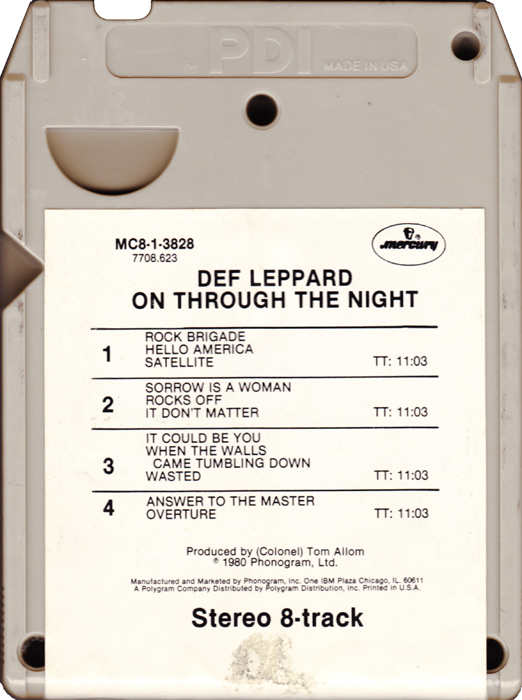 PDI
MADE IN USA
MC8-1-3828
7708.623
mercury
DEF LEPPARD
ON THROUGH THE NIGHT
1
ROCK BRIGADE
HELLO AMERICA
SATELLITE TT: 11:03
2
SORROW IS A WOMAN
ROCKS OFF
IT DON'T MATTER TT: 11:03
3
IT COULD BE YOU
WHEN THE WALLS
CAME TUMBLING DOWN
WASTED TT: 11:03
4
ANSWER TO THE MASTER
OVERTURE TT: 11:03
Produced by (Colonel) Tom Allom
℗ 1980 Phonogram, Ltd.
Manufactured and Marketed by Phonogram, Inc. One IBM Plaza Chicago, IL. 60611
A Polygram Company Distributed by Polygram Distribution, Inc. Printed in U.S.A.
Stereo 8-track